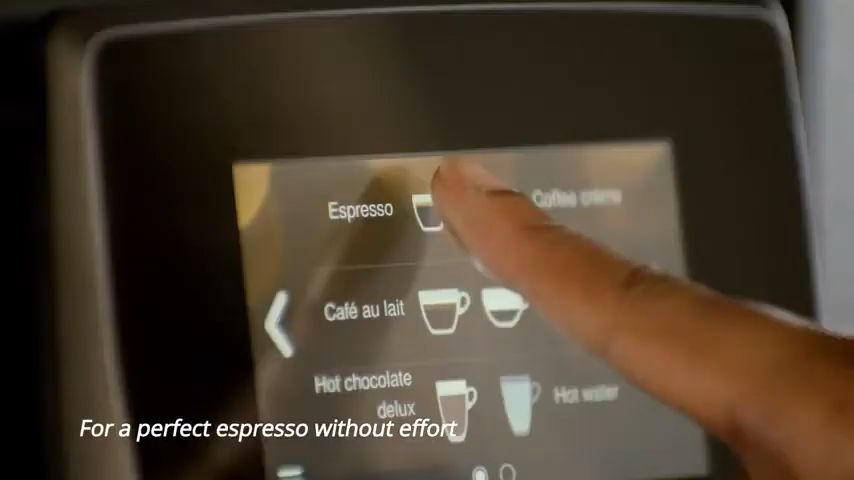 Espresso
Coffee crème
Café au lait
Hot chocolate
delux
Hot water
For a perfect espresso without effort